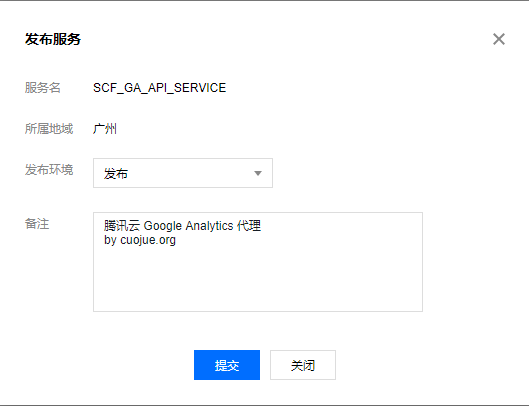 发布服务
服务名 SCF_GA_API_SERVICE
所属地域 广州
发布环境 发布
备注 腾讯云 Google Analytics 代理
by cuojue.org
提交 关闭